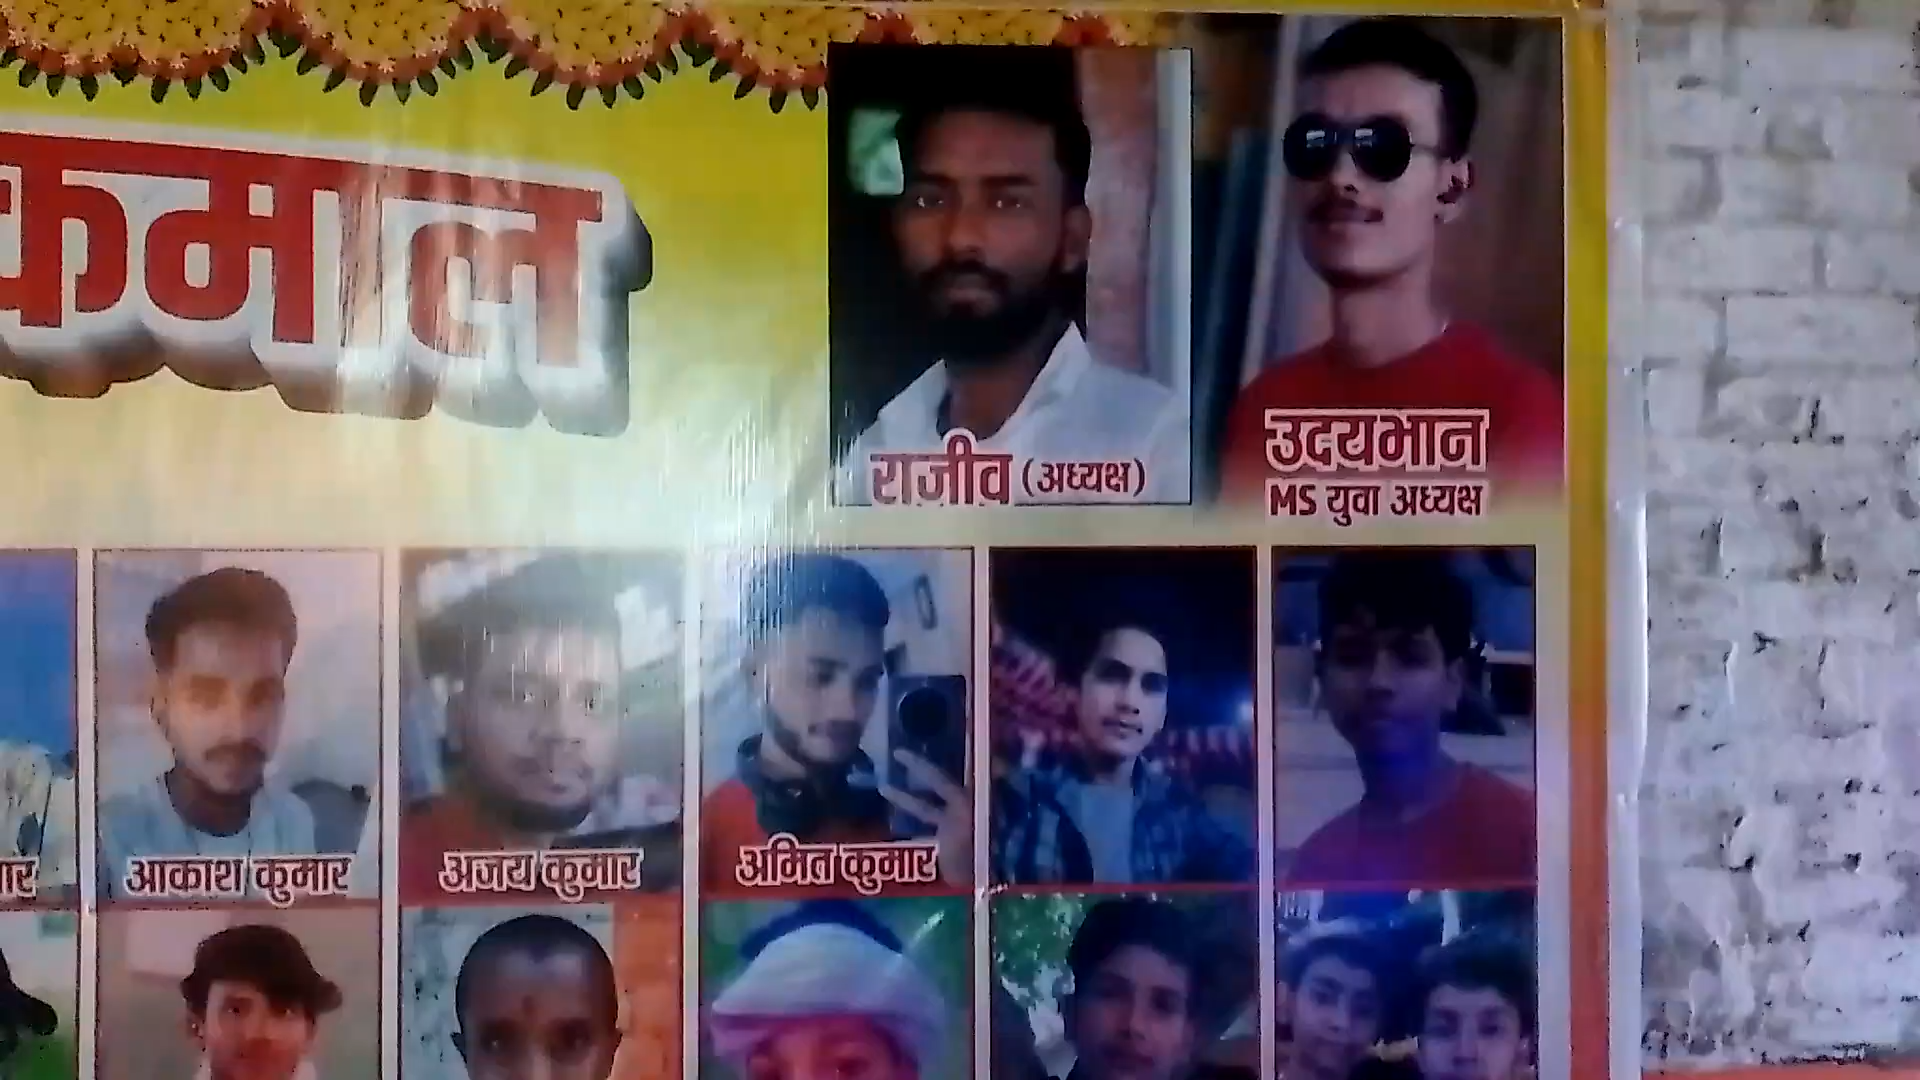 कमाल
राजीव (अध्यक्ष)
उदयभान
MS युवा अध्यक्ष
आकाश कुमार
अजय कुमार
अमित कुमार